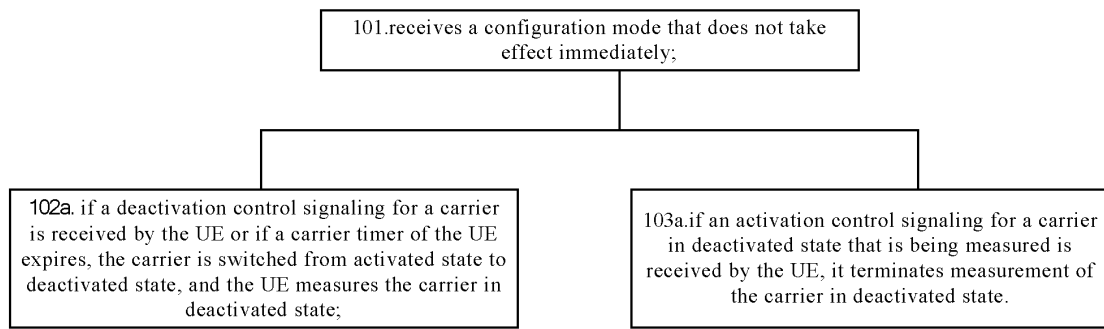 101.receives a configuration mode that does not take
effect immediately;
102a. if a deactivation control signaling for a carrier
is received by the UE or if a carrier timer of the UE
expires, the carrier is switched from activated state to
deactivated state, and the UE measures the carrier in
deactivated state;
103a.if an activation control signaling for a carrier
in deactivated state that is being measured is
received by the UE, it terminates measurement of
the carrier in deactivated state.